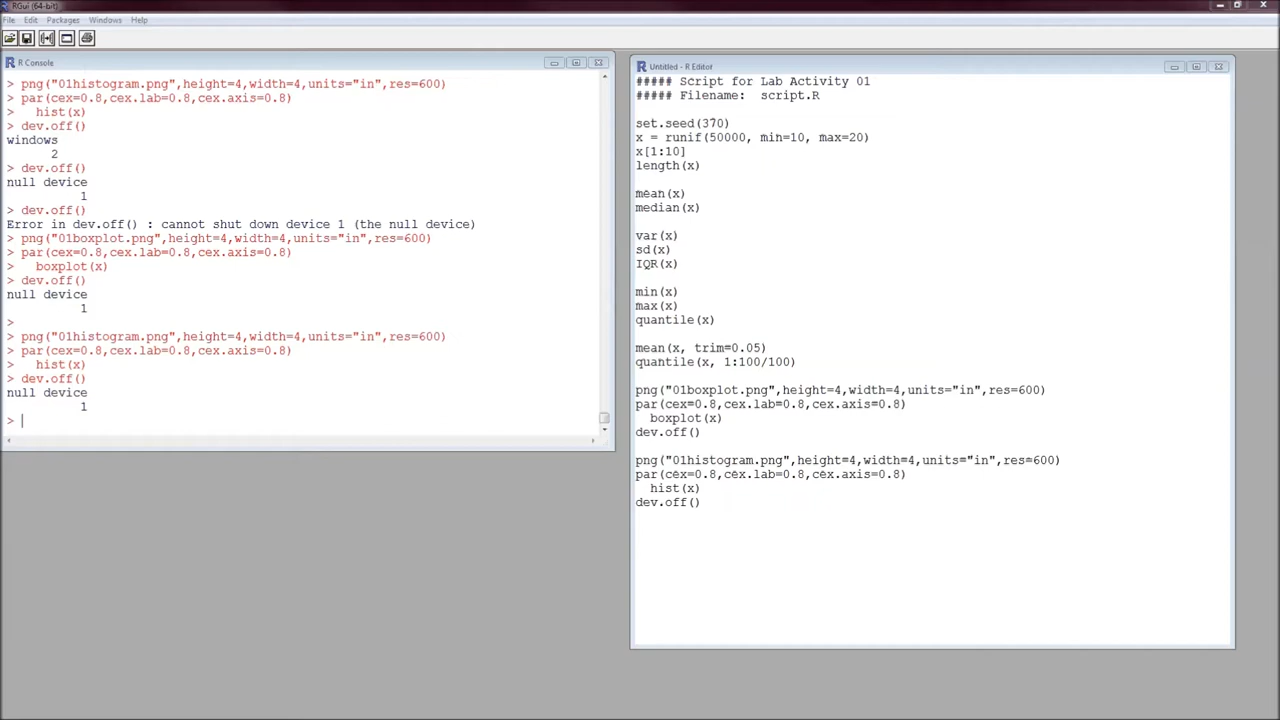 RGui (64-bit)
File Edit Packages Windows Help
R Console
> png("01histogram.png",height=4,width=4,units="in",res=600)
> par(cex=0.8,cex.lab=0.8,cex.axis=0.8)
>   hist(x)
> dev.off()
windows
      2
> dev.off()
null device
          1
> dev.off()
Error in dev.off() : cannot shut down device 1 (the null device)
> png("01boxplot.png",height=4,width=4,units="in",res=600)
> par(cex=0.8,cex.lab=0.8,cex.axis=0.8)
>   boxplot(x)
> dev.off()
null device
          1
>
> png("01histogram.png",height=4,width=4,units="in",res=600)
> par(cex=0.8,cex.lab=0.8,cex.axis=0.8)
>   hist(x)
> dev.off()
null device
          1
>
Untitled - R Editor
##### Script for Lab Activity 01
##### Filename:  script.R
set.seed(370)
x = runif(50000, min=10, max=20)
x[1:10]
length(x)
mean(x)
median(x)
var(x)
sd(x)
IQR(x)
min(x)
max(x)
quantile(x)
mean(x, trim=0.05)
quantile(x, 1:100/100)
png("01boxplot.png",height=4,width=4,units="in",res=600)
par(cex=0.8,cex.lab=0.8,cex.axis=0.8)
  boxplot(x)
dev.off()
png("01histogram.png",height=4,width=4,units="in",res=600)
par(cex=0.8,cex.lab=0.8,cex.axis=0.8)
  hist(x)
dev.off()